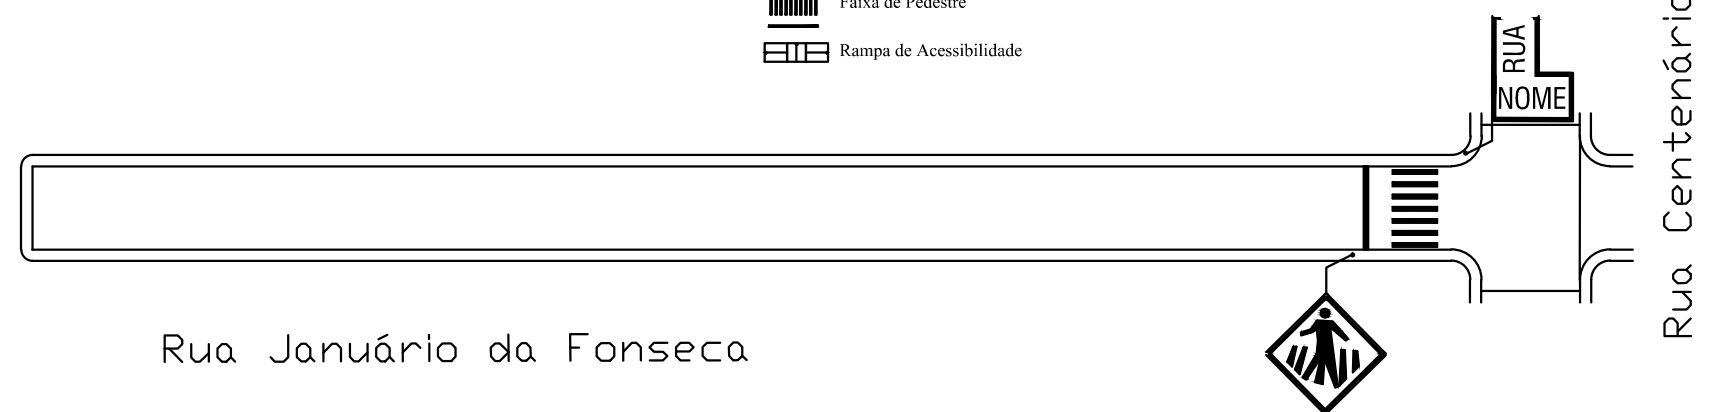 Faixa de Pedestre
Rampa de Acessibilidade
RUA
NOME
Rua Centenário
Rua Januário da Fonseca